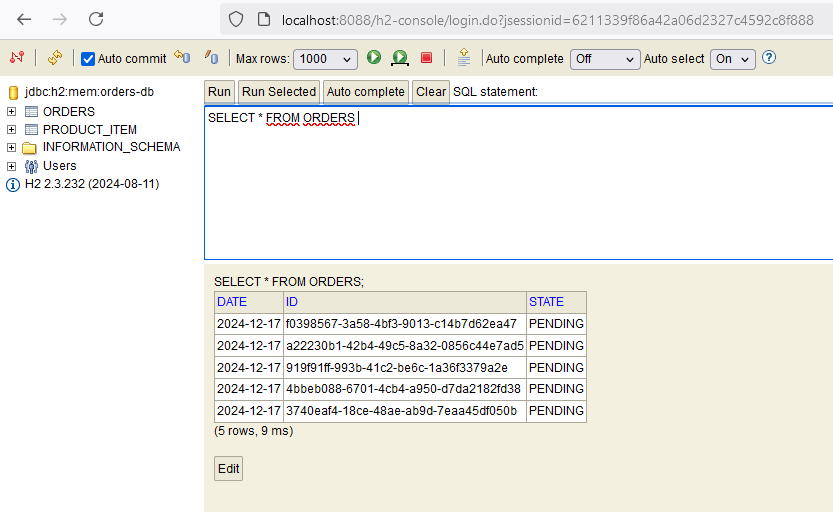 localhost:8088/h2-console/login.do?jsessionid=6211339f86a42a06d2327c4592c8f888
Auto commit Max rows: 1000 Auto complete Off Auto select On ?
jdbc:h2:mem:orders-db
ORDERS
PRODUCT_ITEM
INFORMATION_SCHEMA
Users
H2 2.3.232 (2024-08-11)
Run Run Selected Auto complete Clear SQL statement:
SELECT * FROM ORDERS
SELECT * FROM ORDERS;
DATE ID STATE
2024-12-17 f0398567-3a58-4bf3-9013-c14b7d62ea47 PENDING
2024-12-17 a22230b1-42b4-49c5-8a32-0856c44e7ad5 PENDING
2024-12-17 919f91ff-993b-41c2-be6c-1a36f3379a2e PENDING
2024-12-17 4bbeb088-6701-4cb4-a950-d7da2182fd38 PENDING
2024-12-17 3740eaf4-18ce-48ae-ab9d-7eaa45df050b PENDING
(5 rows, 9 ms)
Edit